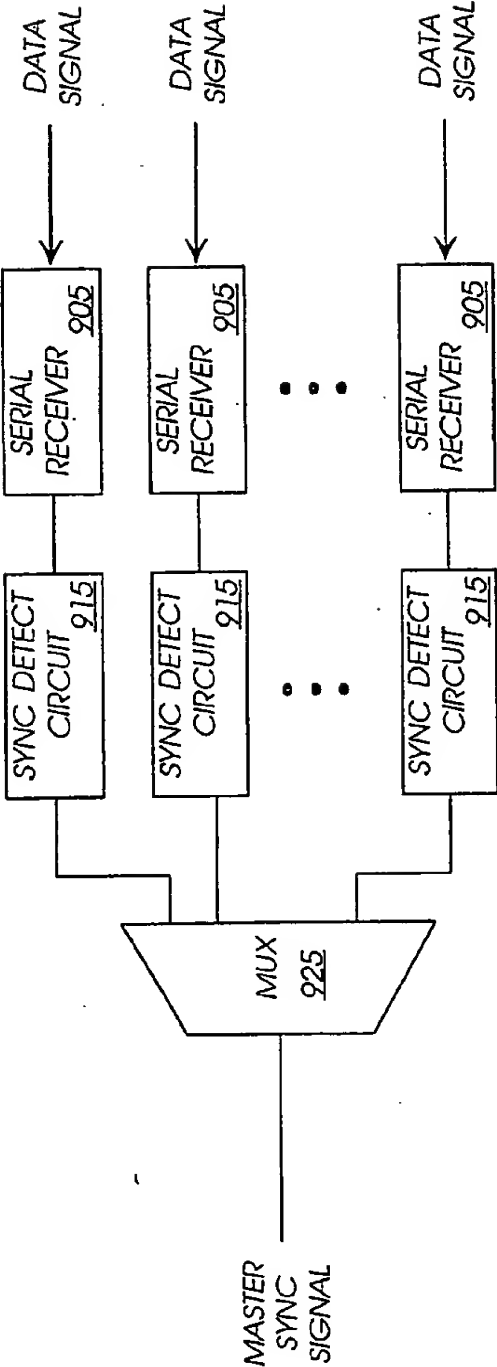 DATA
SIGNAL
SERIAL
RECEIVER
905
SYNC DETECT
CIRCUIT
915
DATA
SIGNAL
SERIAL
RECEIVER
905
SYNC DETECT
CIRCUIT
915
DATA
SIGNAL
SERIAL
RECEIVER
905
SYNC DETECT
CIRCUIT
915
MUX
925
MASTER
SYNC
SIGNAL